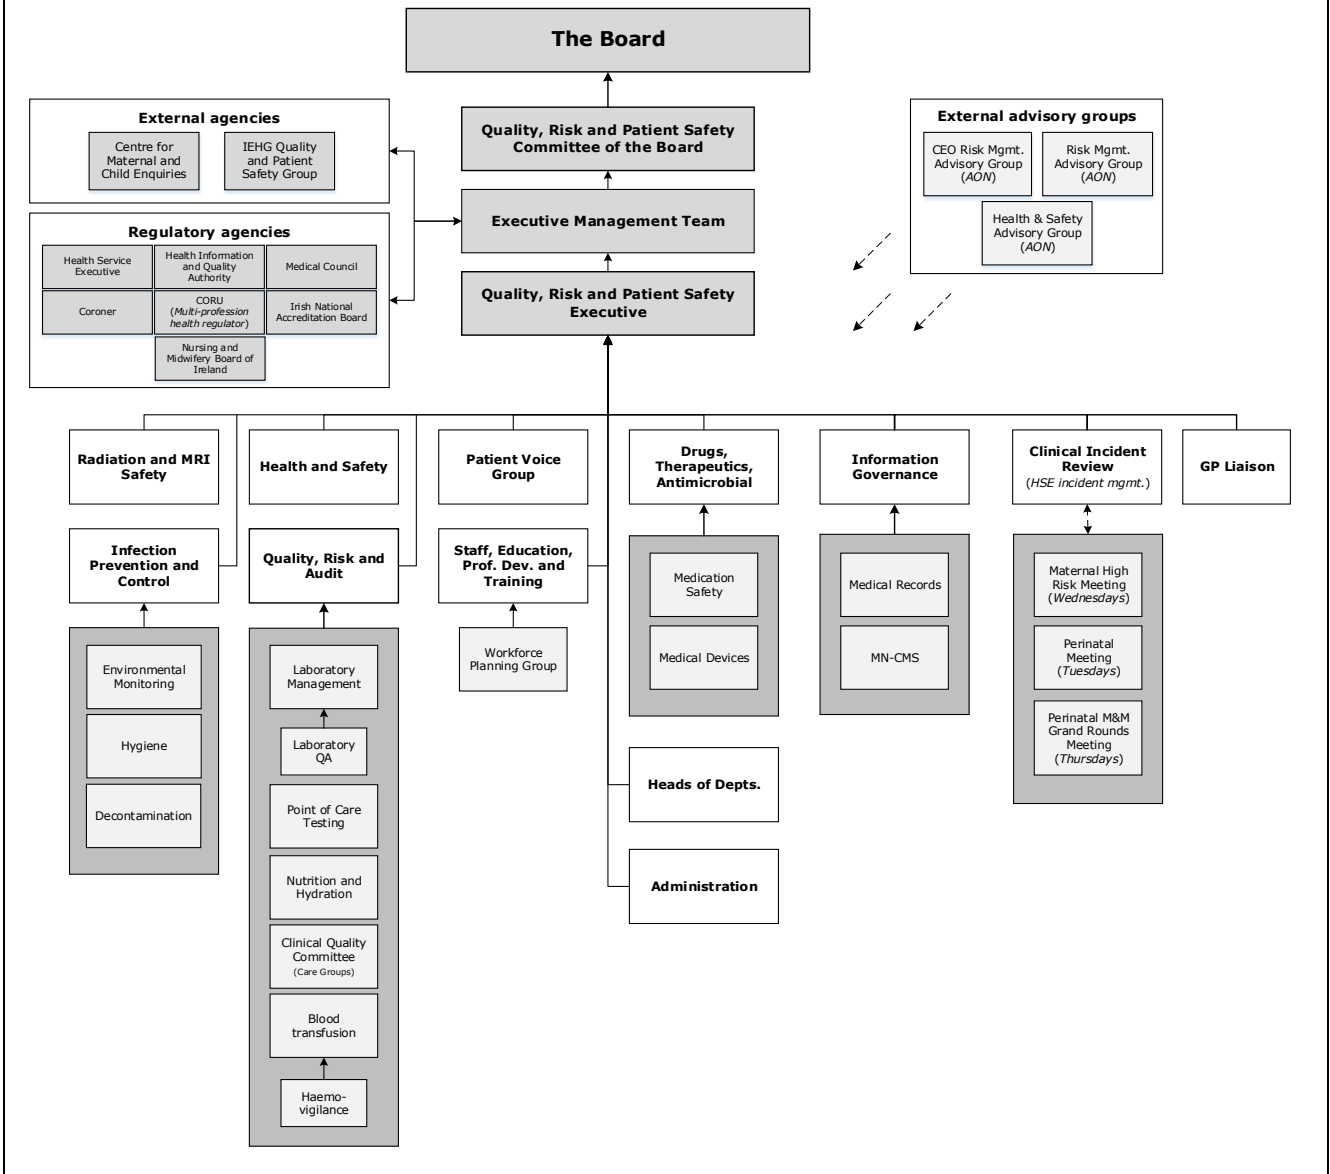 The Board
External agencies
Centre for
Maternal and
Child Enquiries
IEHG Quality
and Patient
Safety Group
Quality, Risk and Patient Safety
Committee of the Board
External advisory groups
CEO Risk Mgmt.
Advisory Group
(AON)
Risk Mgmt.
Advisory Group
(AON)
Health & Safety
Advisory Group
(AON)
Executive Management Team
Regulatory agencies
Health Service
Executive
Health Information
and Quality
Authority
Medical Council
Coroner
CORU
(Multi-profession
health regulator)
Irish National
Accreditation Board
Nursing and
Midwifery Board of
Ireland
Quality, Risk and Patient Safety
Executive
Radiation and MRI
Safety
Health and Safety
Patient Voice
Group
Drugs,
Therapeutics,
Antimicrobial
Information
Governance
Clinical Incident
Review
(HSE incident mgmt.)
GP Liaison
Infection
Prevention and
Control
Quality, Risk and
Audit
Staff, Education,
Prof. Dev. and
Training
Environmental
Monitoring
Hygiene
Decontamination
Laboratory
Management
Laboratory
QA
Point of Care
Testing
Nutrition and
Hydration
Clinical Quality
Committee
(Care Groups)
Blood
transfusion
Haemo-
vigilance
Workforce
Planning Group
Medication
Safety
Medical Devices
Heads of Depts.
Administration
Medical Records
MN-CMS
Maternal High
Risk Meeting
(Wednesdays)
Perinatal
Meeting
(Tuesdays)
Perinatal M&M
Grand Rounds
Meeting
(Thursdays)